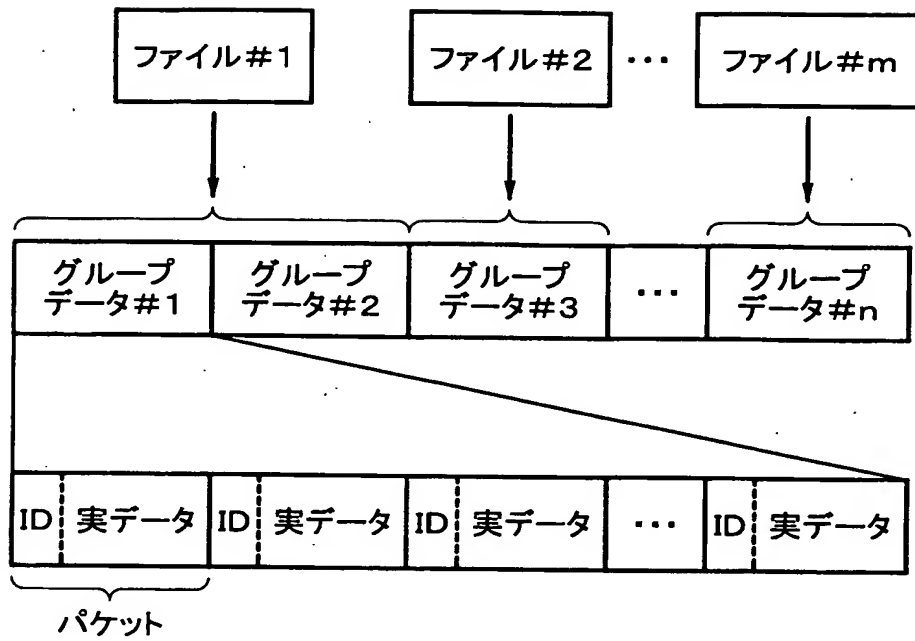 ファイル#1 ファイル#2 ・・・ ファイル#m
グループ グループ グループ グループ
データ#1 データ#2 データ#3 ・・・ データ#n
ID 実データ ID 実データ ID 実データ ・・・ ID 実データ
パケット